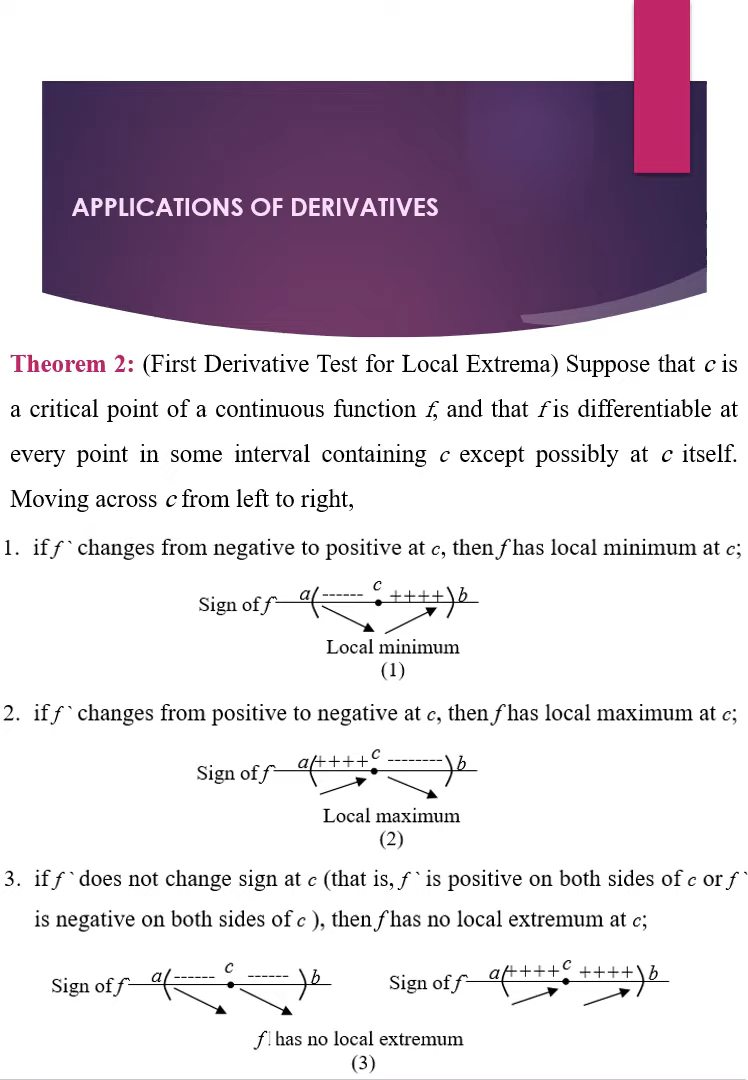 APPLICATIONS OF DERIVATIVES
Theorem 2: (First Derivative Test for Local Extrema) Suppose that c is
a critical point of a continuous function f, and that f is differentiable at
every point in some interval containing c except possibly at c itself.
Moving across c from left to right,
1. if f ` changes from negative to positive at c, then f has local minimum at c;
Sign of f a( ------ c ++++ ) b
Local minimum
(1)
2. if f ` changes from positive to negative at c, then f has local maximum at c;
Sign of f a( ++++ c -------- ) b
Local maximum
(2)
3. if f ` does not change sign at c (that is, f ` is positive on both sides of c or f `
is negative on both sides of c ), then f has no local extremum at c;
Sign of f a( ------ c ------ ) b Sign of f a( ++++ c ++++ ) b
f has no local extremum
(3)